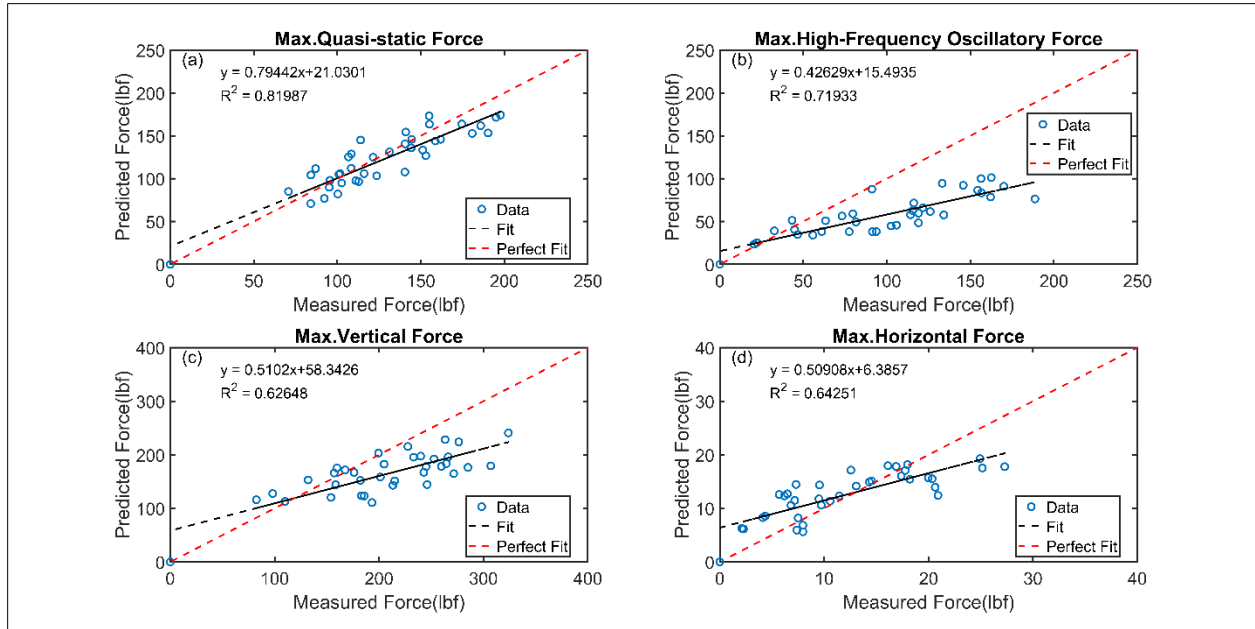 Max.Quasi-static Force
(a)
y = 0.79442x+21.0301
R² = 0.81987
250
200
150
100
50
0
Predicted Force(lbf)
Data
Fit
Perfect Fit
0 50 100 150 200 250
Measured Force(lbf)
Max.High-Frequency Oscillatory Force
(b)
y = 0.42629x+15.4935
R² = 0.71933
250
200
150
100
50
0
Predicted Force(lbf)
Data
Fit
Perfect Fit
0 50 100 150 200 250
Measured Force(lbf)
Max.Vertical Force
(c)
y = 0.5102x+58.3426
R² = 0.62648
400
300
200
100
0
Predicted Force(lbf)
Data
Fit
Perfect Fit
0 100 200 300 400
Measured Force(lbf)
Max.Horizontal Force
(d)
y = 0.50908x+6.3857
R² = 0.64251
40
30
20
10
0
Predicted Force(lbf)
Data
Fit
Perfect Fit
0 10 20 30 40
Measured Force(lbf)